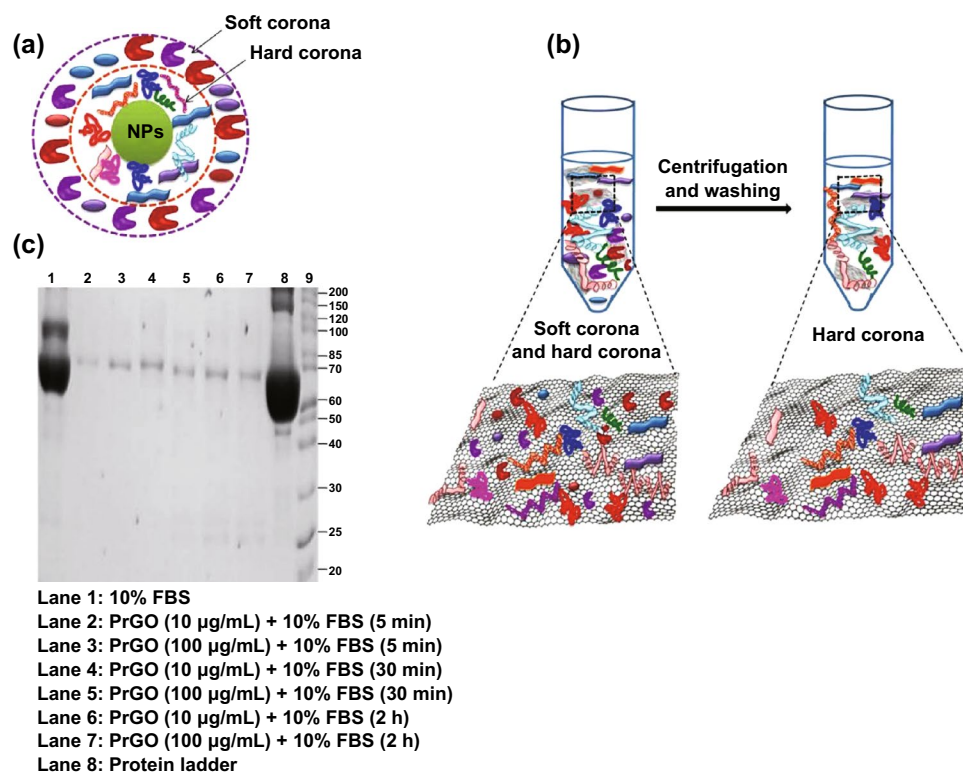 (a)
Soft corona
Hard corona
NPs
(b)
Centrifugation
and washing
Soft corona
and hard corona
Hard corona
(c)
1 2 3 4 5 6 7 8 9
200
150
120
100
85
70
60
50
40
30
25
20
Lane 1: 10% FBS
Lane 2: PrGO (10 µg/mL) + 10% FBS (5 min)
Lane 3: PrGO (100 µg/mL) + 10% FBS (5 min)
Lane 4: PrGO (10 µg/mL) + 10% FBS (30 min)
Lane 5: PrGO (100 µg/mL) + 10% FBS (30 min)
Lane 6: PrGO (10 µg/mL) + 10% FBS (2 h)
Lane 7: PrGO (100 µg/mL) + 10% FBS (2 h)
Lane 8: Protein ladder